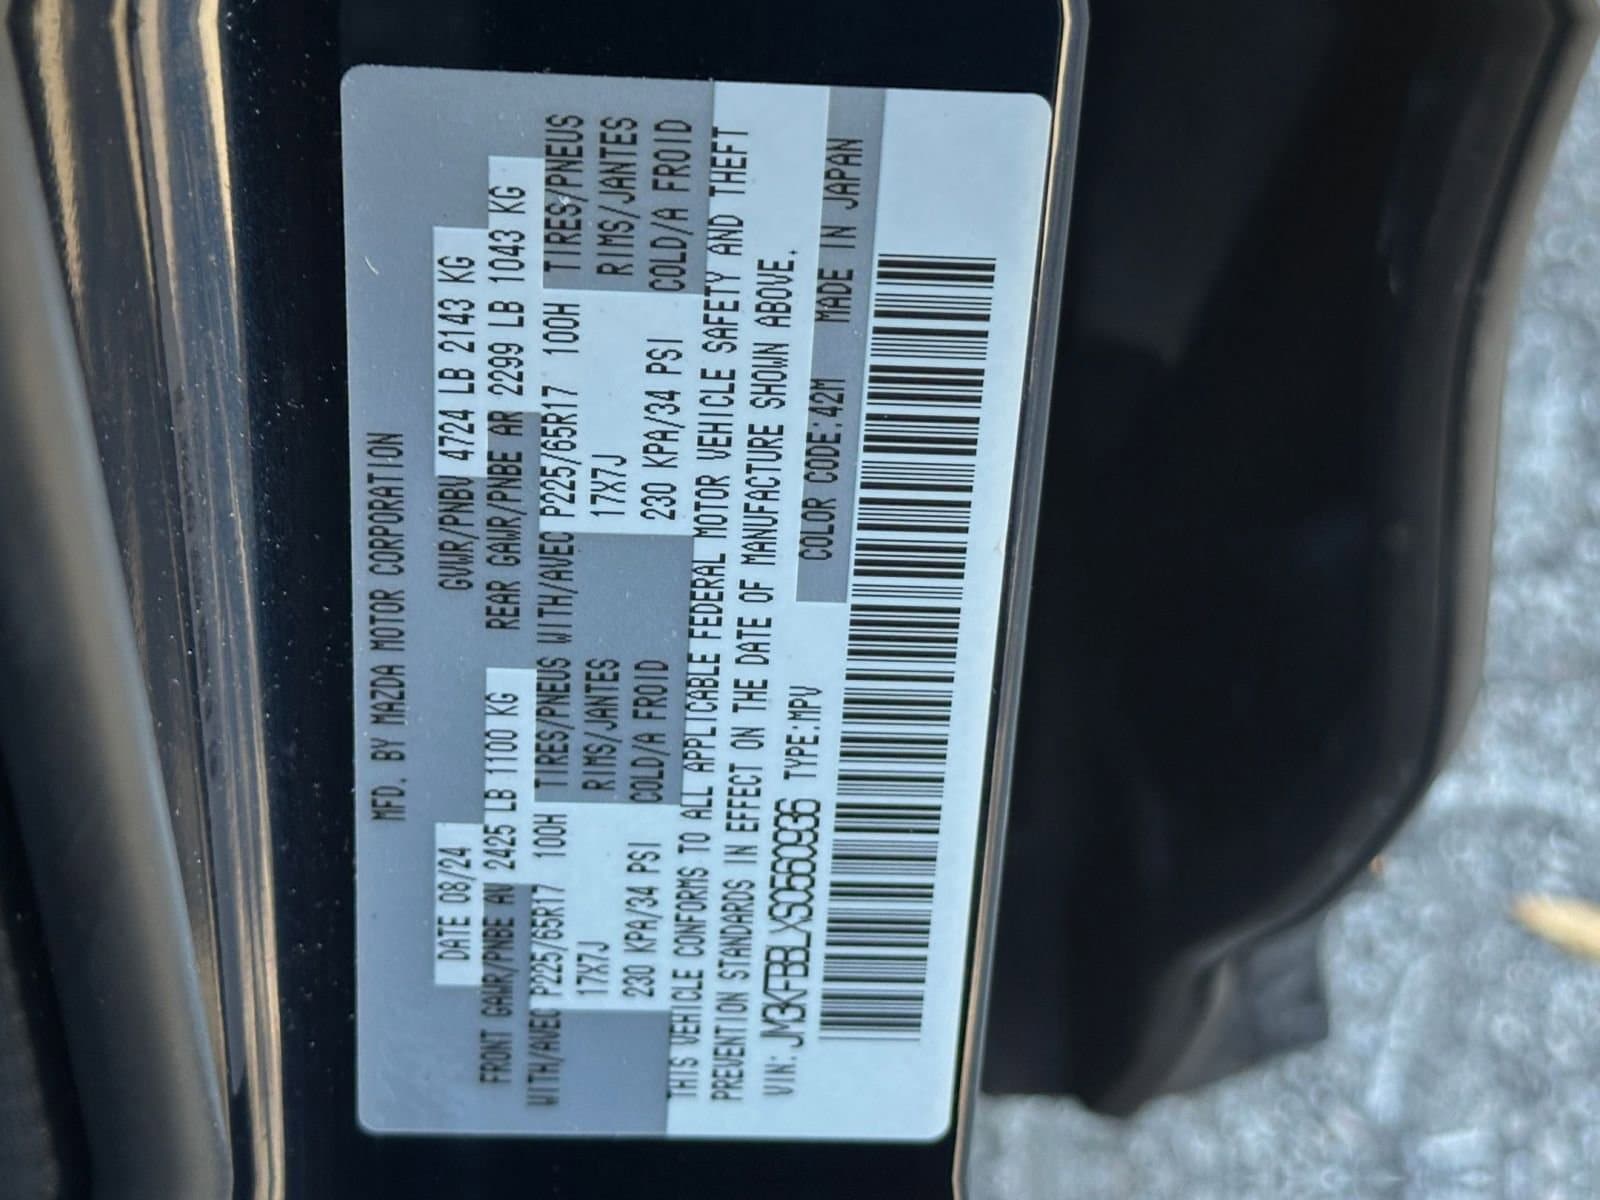 MFD. BY MAZDA MOTOR CORPORATION
DATE 08/24 GVWR/PNBV 4724 LB 2143 KG
FRONT GAWR/PNBE AV 2425 LB 1100 KG REAR GAWR/PNBE AR 2299 LB 1043 KG
WITH/AVEC P225/65R17 100H TIRES/PNEUS WITH/AVEC P225/65R17 100H TIRES/PNEUS
17X7J RIMS/JANTES 17X7J RIMS/JANTES
230 KPA/34 PSI COLD/A FROID 230 KPA/34 PSI COLD/A FROID
THIS VEHICLE CONFORMS TO ALL APPLICABLE FEDERAL MOTOR VEHICLE SAFETY AND THEFT
PREVENTION STANDARDS IN EFFECT ON THE DATE OF MANUFACTURE SHOWN ABOVE.
VIN: JM3KFBBLXS0560936 TYPE:MPV COLOR CODE:42M MADE IN JAPAN